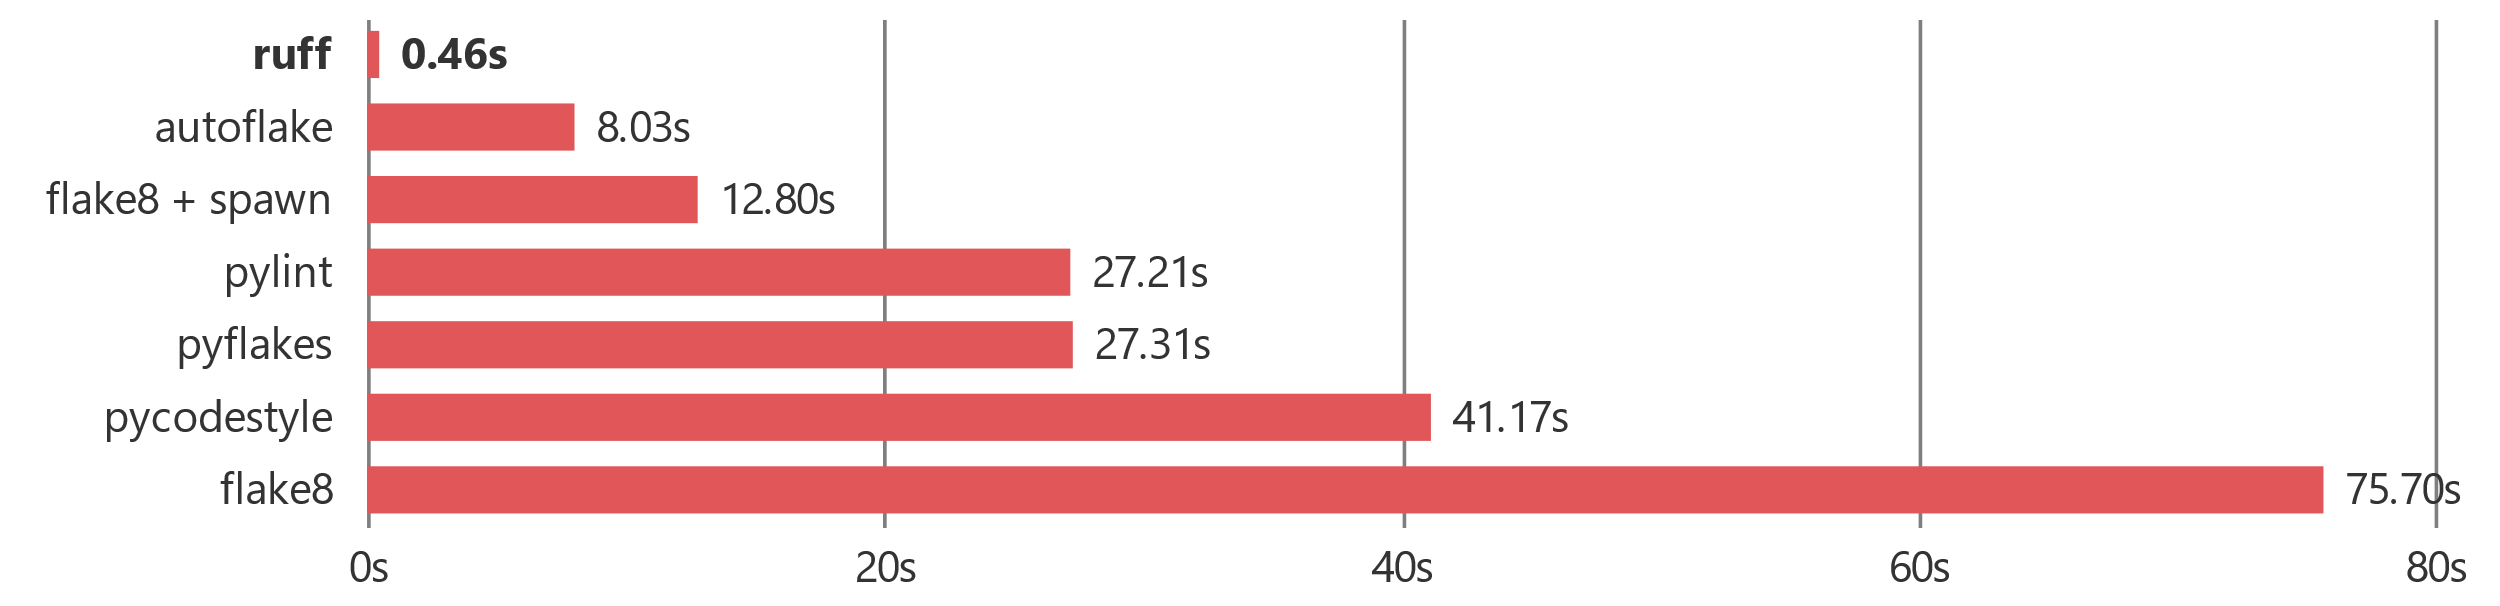 ruff 0.46s
autoflake 8.03s
flake8 + spawn 12.80s
pylint 27.21s
pyflakes 27.31s
pycodestyle 41.17s
flake8 75.70s
0s 20s 40s 60s 80s